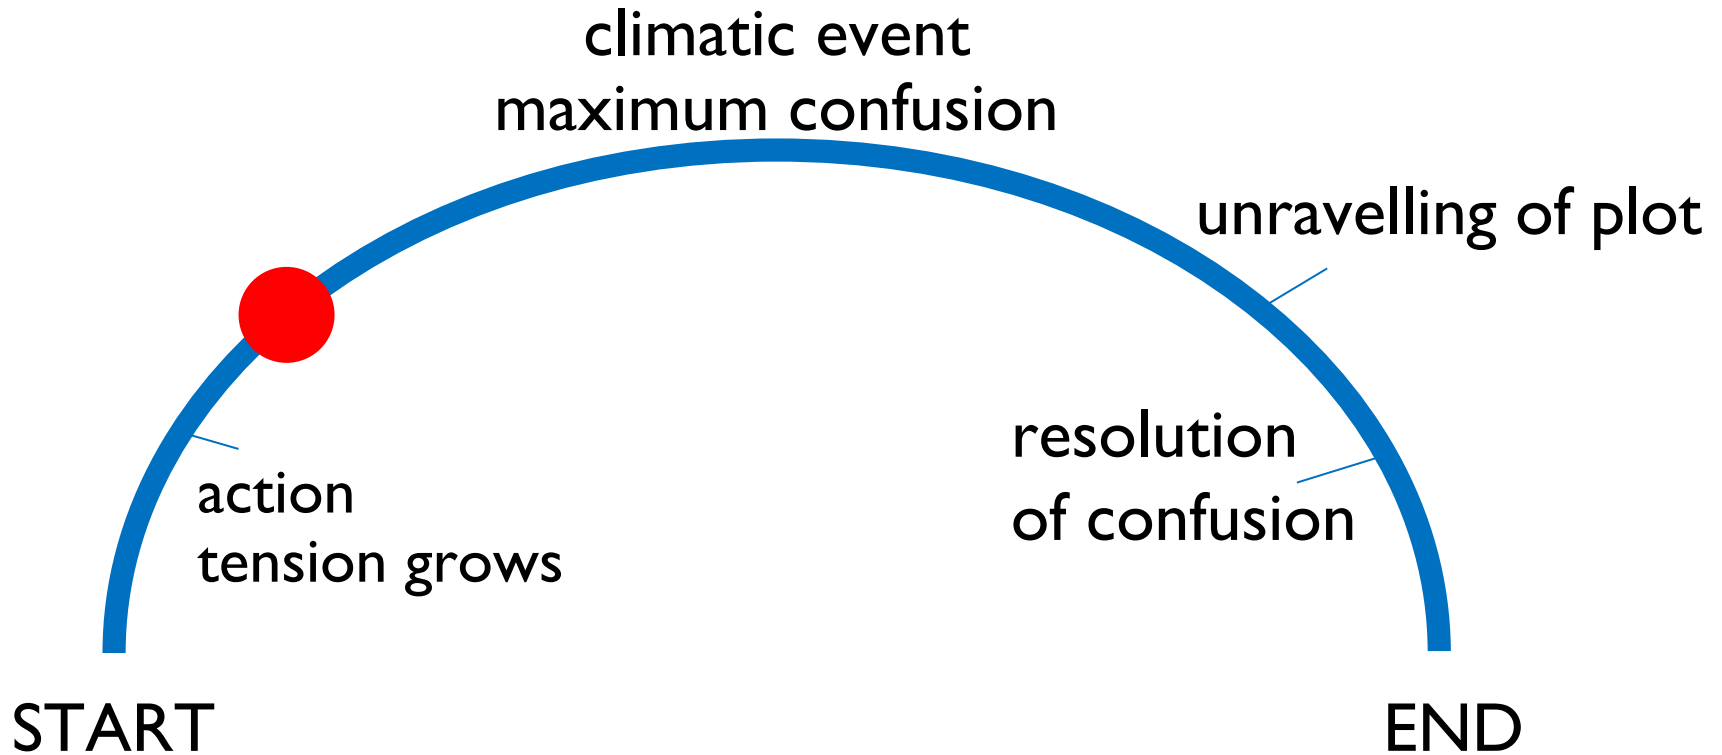 climatic event
maximum confusion
unravelling of plot
resolution
of confusion
action
tension grows
START
END